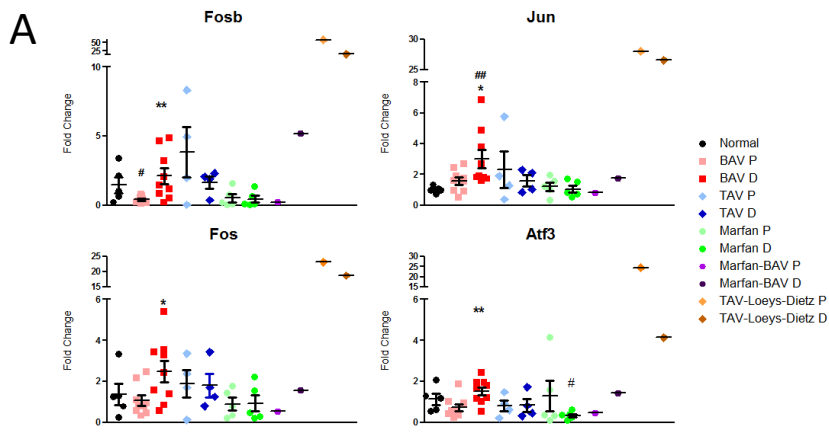 A
Fosb
50
25
10
5
0
Fold Change
#
**
Jun
30
25
8
6
4
2
0
Fold Change
##
*
Fos
25
20
15
6
4
2
0
Fold Change
*
Atf3
30
25
20
15
10
5
6
4
2
0
Fold Change
**
#
Normal
BAV P
BAV D
TAV P
TAV D
Marfan P
Marfan D
Marfan-BAV P
Marfan-BAV D
TAV-Loeys-Dietz P
TAV-Loeys-Dietz D